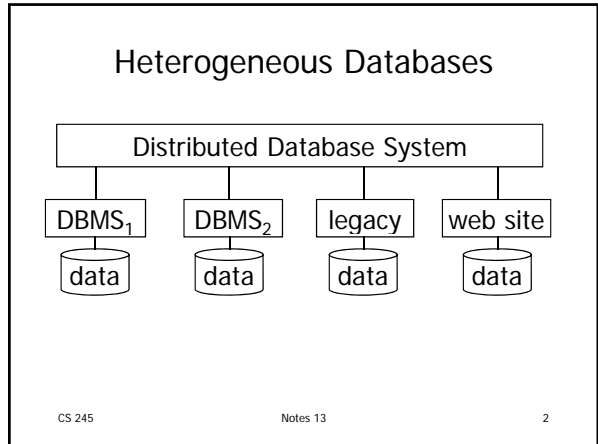 Heterogeneous Databases
Distributed Database System
DBMS₁ DBMS₂ legacy web site
data data data data
CS 245 Notes 13 2